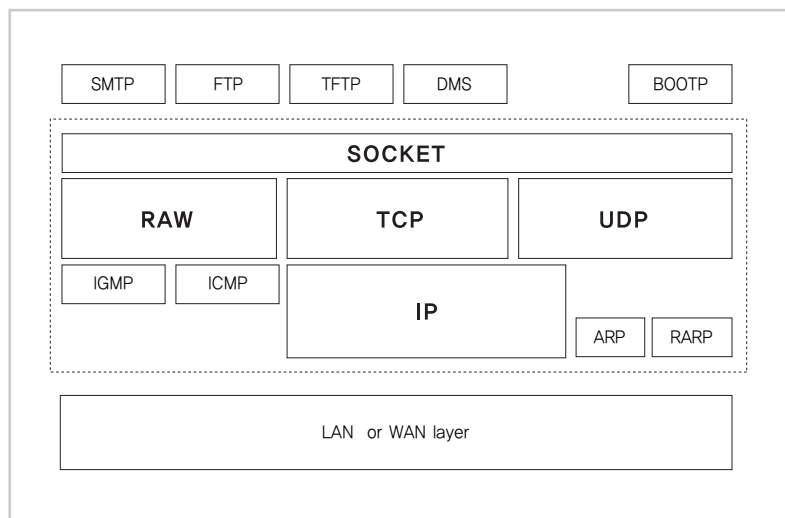 SMTP FTP TFTP DMS BOOTP
SOCKET
RAW TCP UDP
IGMP ICMP
IP
ARP RARP
LAN or WAN layer